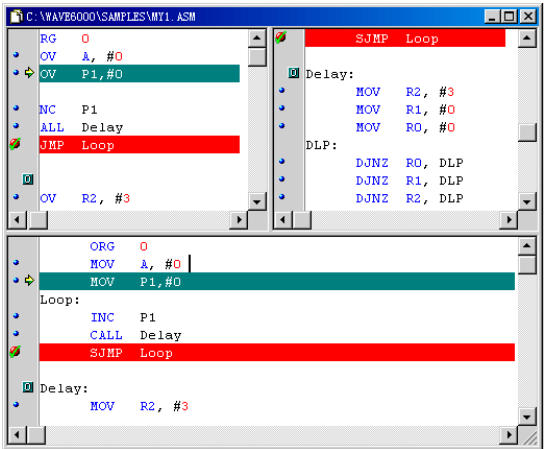 C:\WAVE6000\SAMPLES\MY1.ASM
RG 0
OV A, #0
OV P1,#0
NC P1
ALL Delay
JMP Loop
0
OV R2, #3
SJMP Loop
0 Delay:
MOV R2, #3
MOV R1, #0
MOV R0, #0
DLP:
DJNZ R0, DLP
DJNZ R1, DLP
DJNZ R2, DLP
ORG 0
MOV A, #0
MOV P1,#0
Loop:
INC P1
CALL Delay
SJMP Loop
0 Delay:
MOV R2, #3